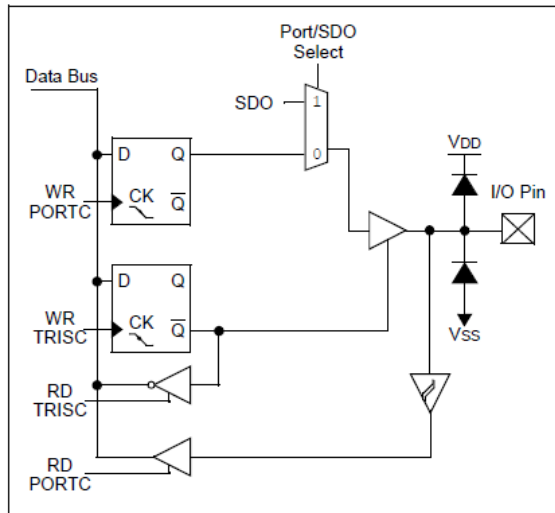 Port/SDO
Select
Data Bus
SDO
1
0
D
Q
VDD
I/O Pin
WR
PORTC
CK
Q̅
D
Q
WR
TRISC
CK
Q̅
VSS
RD
TRISC
RD
PORTC